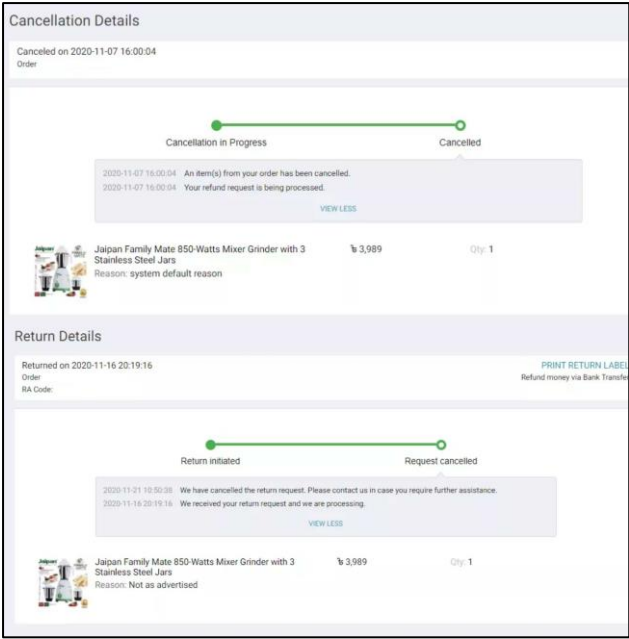 Cancellation Details
Canceled on 2020-11-07 16:00:04
Order
Cancellation in Progress
Cancelled
2020-11-07 16:00:04 An item(s) from your order has been cancelled.
2020-11-07 16:00:04 Your refund request is being processed.
VIEW LESS
Jaipan
Jaipan Family Mate 850-Watts Mixer Grinder with 3 ৳ 3,989 Qty: 1
Stainless Steel Jars
Reason: system default reason
Return Details
Returned on 2020-11-16 20:19:16 PRINT RETURN LABEL
Order Refund money via Bank Transfer
RA Code:
Return initiated
Request cancelled
2020-11-21 10:50:38 We have cancelled the return request. Please contact us in case you require further assistance.
2020-11-16 20:19:16 We received your return request and we are processing.
VIEW LESS
Jaipan
Jaipan Family Mate 850-Watts Mixer Grinder with 3 ৳ 3,989 Qty: 1
Stainless Steel Jars
Reason: Not as advertised